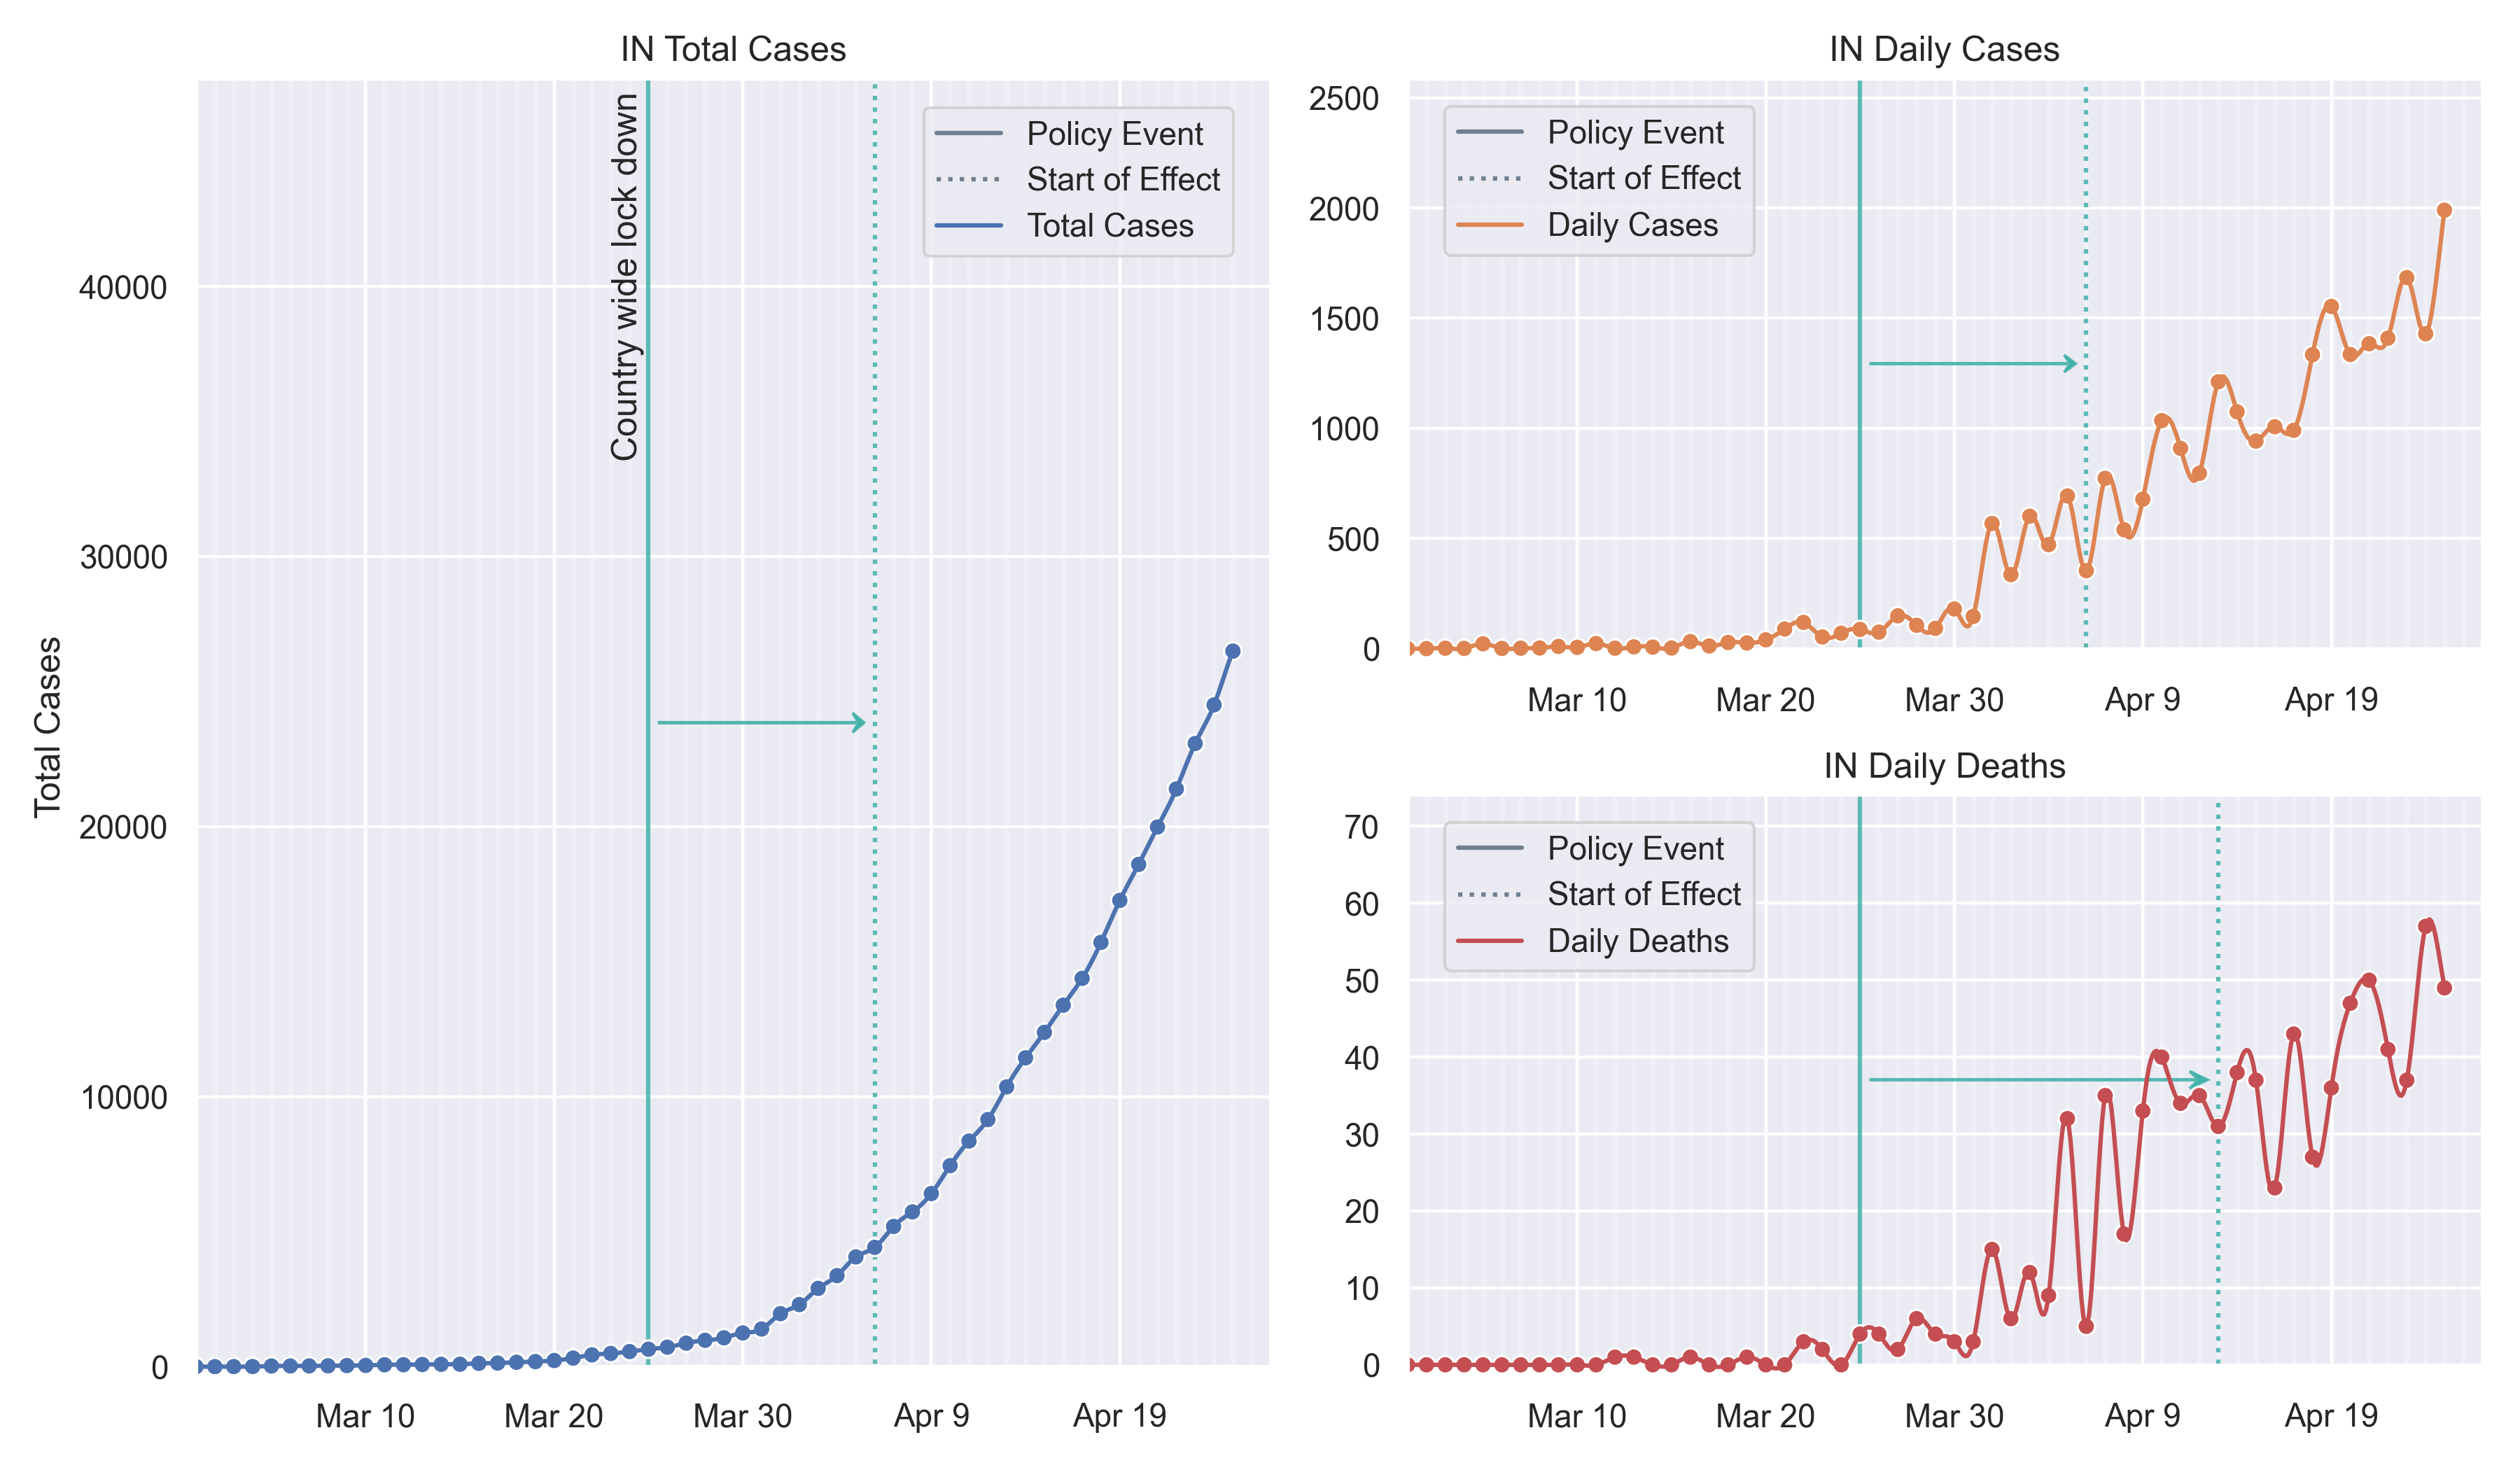 IN Total Cases
Country wide lock down
Policy Event
Start of Effect
Total Cases
Total Cases
40000
30000
20000
10000
0
Mar 10
Mar 20
Mar 30
Apr 9
Apr 19
IN Daily Cases
Policy Event
Start of Effect
Daily Cases
2500
2000
1500
1000
500
0
Mar 10
Mar 20
Mar 30
Apr 9
Apr 19
IN Daily Deaths
Policy Event
Start of Effect
Daily Deaths
70
60
50
40
30
20
10
0
Mar 10
Mar 20
Mar 30
Apr 9
Apr 19